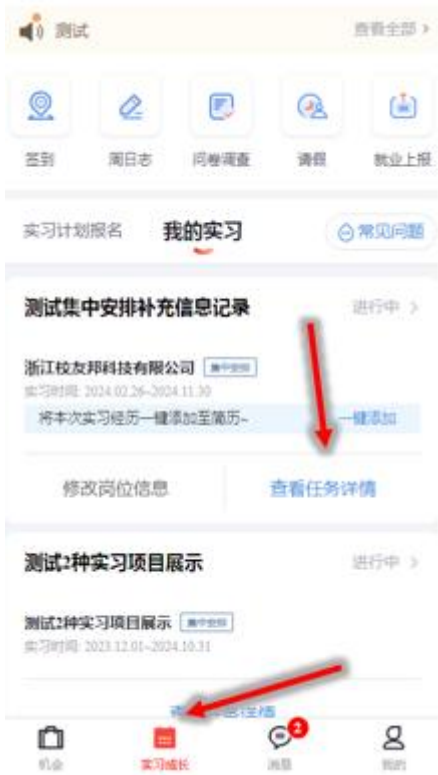 测试 查看全部 >
签到 周日志 问卷调查 请假 就业上报
实习计划报名 我的实习 常见问题
测试集中安排补充信息记录 进行中 >
浙江校友邦科技有限公司 集中安排
实习时间: 2024.02.26-2024.11.30
将本次实习经历一键添加至简历~ 一键添加
修改岗位信息 查看任务详情
测试2种实习项目展示 进行中 >
测试2种实习项目展示 集中安排
实习时间: 2023.12.01-2024.10.31
详情
2
机会 实习成长 消息 我的